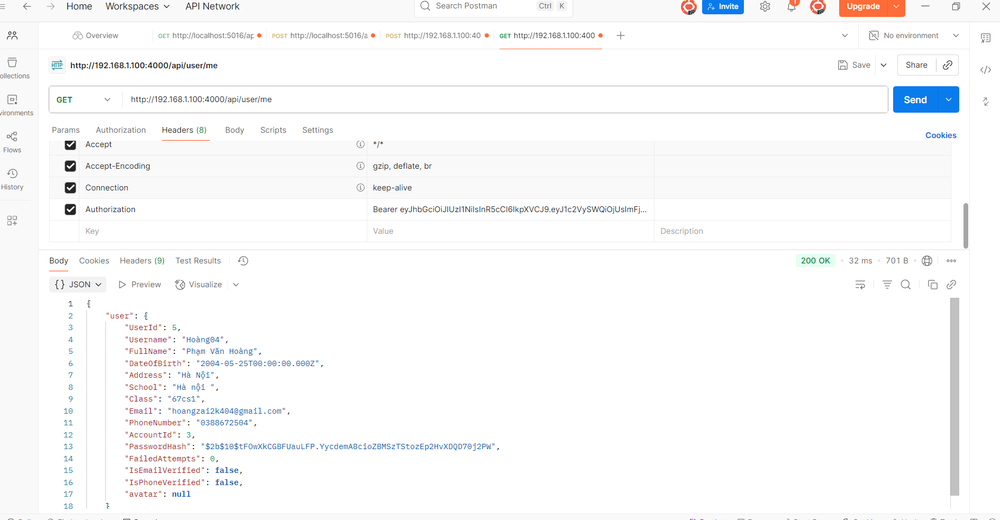 Home Workspaces API Network Search Postman Ctrl K Invite 1 Upgrade
Overview GET http://localhost:5016/ap POST http://localhost:5016/a POST http://192.168.1.100:40 GET http://192.168.1.100:400 No environment
HTTP http://192.168.1.100:4000/api/user/me Save Share
ollections
vironments
Flows
History
GET http://192.168.1.100:4000/api/user/me Send
Params Authorization Headers (8) Body Scripts Settings Cookies
Accept */*
Accept-Encoding gzip, deflate, br
Connection keep-alive
Authorization Bearer eyJhbGciOiJIUzI1NiIsInR5cCI6IkpXVCJ9.eyJ1c2VySWQiOjUsImFj...
Key Value Description
Body Cookies Headers (9) Test Results 200 OK 32 ms 701 B
{} JSON Preview Visualize
1 {
2 "user": {
3 "UserId": 5,
4 "Username": "Hoàng04",
5 "FullName": "Phạm Văn Hoàng",
6 "DateOfBirth": "2004-05-25T00:00:00.000Z",
7 "Address": "Hà Nội",
8 "School": "Hà nội ",
9 "Class": "67cs1",
10 "Email": "hoangzai2k404@gmail.com",
11 "PhoneNumber": "0388672504",
12 "AccountId": 3,
13 "PasswordHash": "$2b$10$tFOwXkCGBFUauLFP.YycdemA8cioZBMSzTStozEp2HvXDQD70j2PW",
14 "FailedAttempts": 0,
15 "IsEmailVerified": false,
16 "IsPhoneVerified": false,
17 "avatar": null
18 }